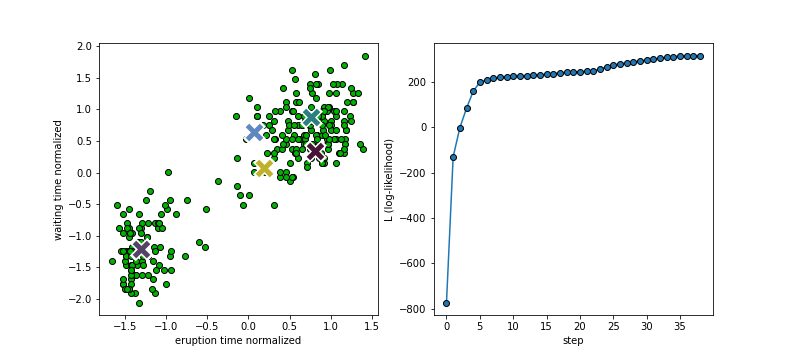 waiting time normalized
2.0
1.5
1.0
0.5
0.0
−0.5
−1.0
−1.5
−2.0
−1.5 −1.0 −0.5 0.0 0.5 1.0 1.5
eruption time normalized
L (log-likelihood)
200
0
−200
−400
−600
−800
0 5 10 15 20 25 30 35
step